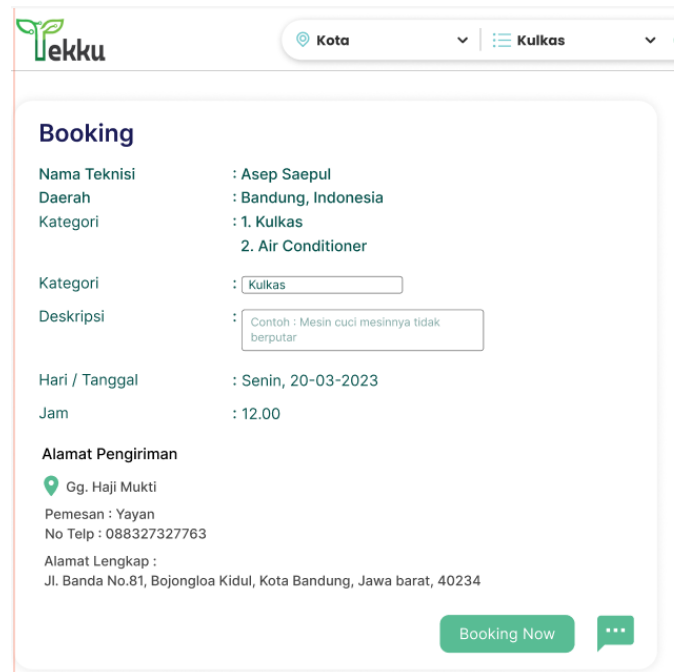 Tekku
Kota
Kulkas
Booking
Nama Teknisi : Asep Saepul
Daerah : Bandung, Indonesia
Kategori : 1. Kulkas
2. Air Conditioner
Kategori : Kulkas
Deskripsi : Contoh : Mesin cuci mesinnya tidak
berputar
Hari / Tanggal : Senin, 20-03-2023
Jam : 12.00
Alamat Pengiriman
Gg. Haji Mukti
Pemesan : Yayan
No Telp : 088327327763
Alamat Lengkap :
Jl. Banda No.81, Bojongloa Kidul, Kota Bandung, Jawa barat, 40234
Booking Now